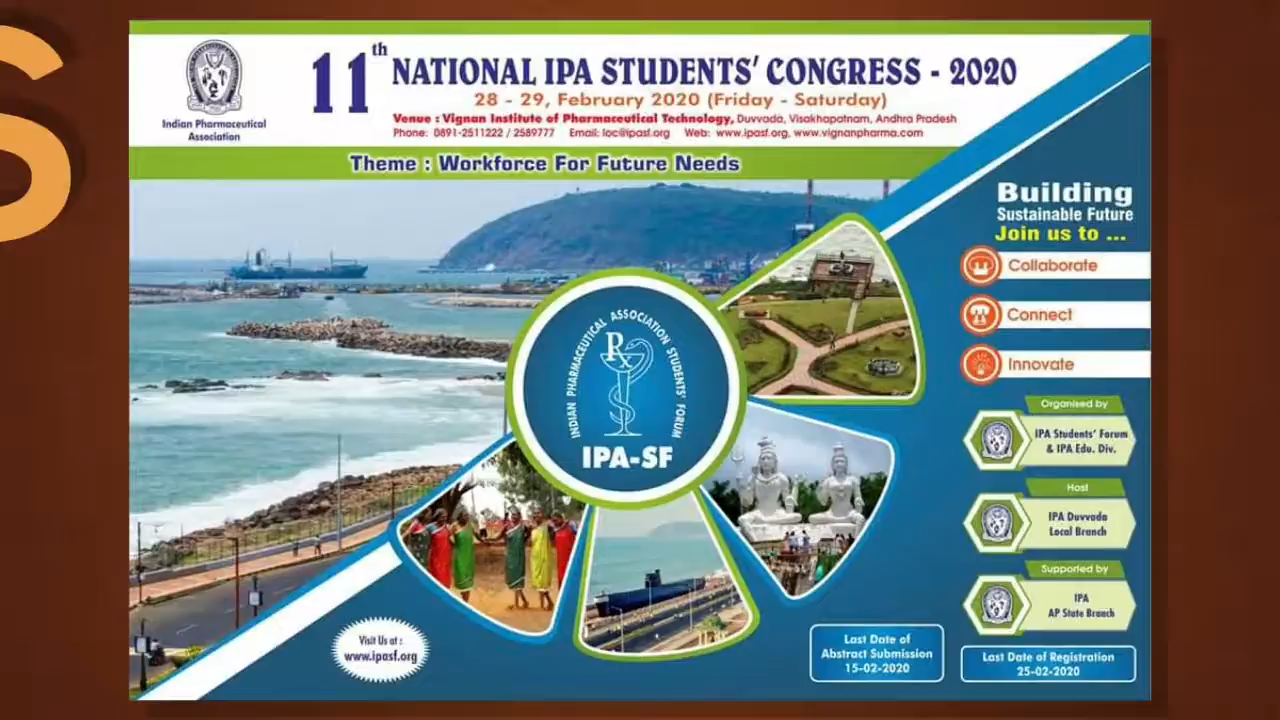 S
11th NATIONAL IPA STUDENTS' CONGRESS - 2020
28 - 29, February 2020 (Friday - Saturday)
Venue : Vignan Institute of Pharmaceutical Technology, Duvvada, Visakhapatnam, Andhra Pradesh
Phone: 0891-2511222 / 2589777 Email: loc@ipasf.org Web: www.ipasf.org, www.vignanpharma.com
Indian Pharmaceutical
Association
Theme : Workforce For Future Needs
Building
Sustainable Future
Join us to ...
Collaborate
Connect
Innovate
INDIAN PHARMACEUTICAL ASSOCIATION STUDENTS' FORUM
Rx
IPA-SF
Organised by
IPA Students' Forum
& IPA Edu. Div.
Host
IPA Duvvada
Local Branch
Supported by
IPA
AP State Branch
Visit Us at :
www.ipasf.org
Last Date of
Abstract Submission
15-02-2020
Last Date of Registration
25-02-2020